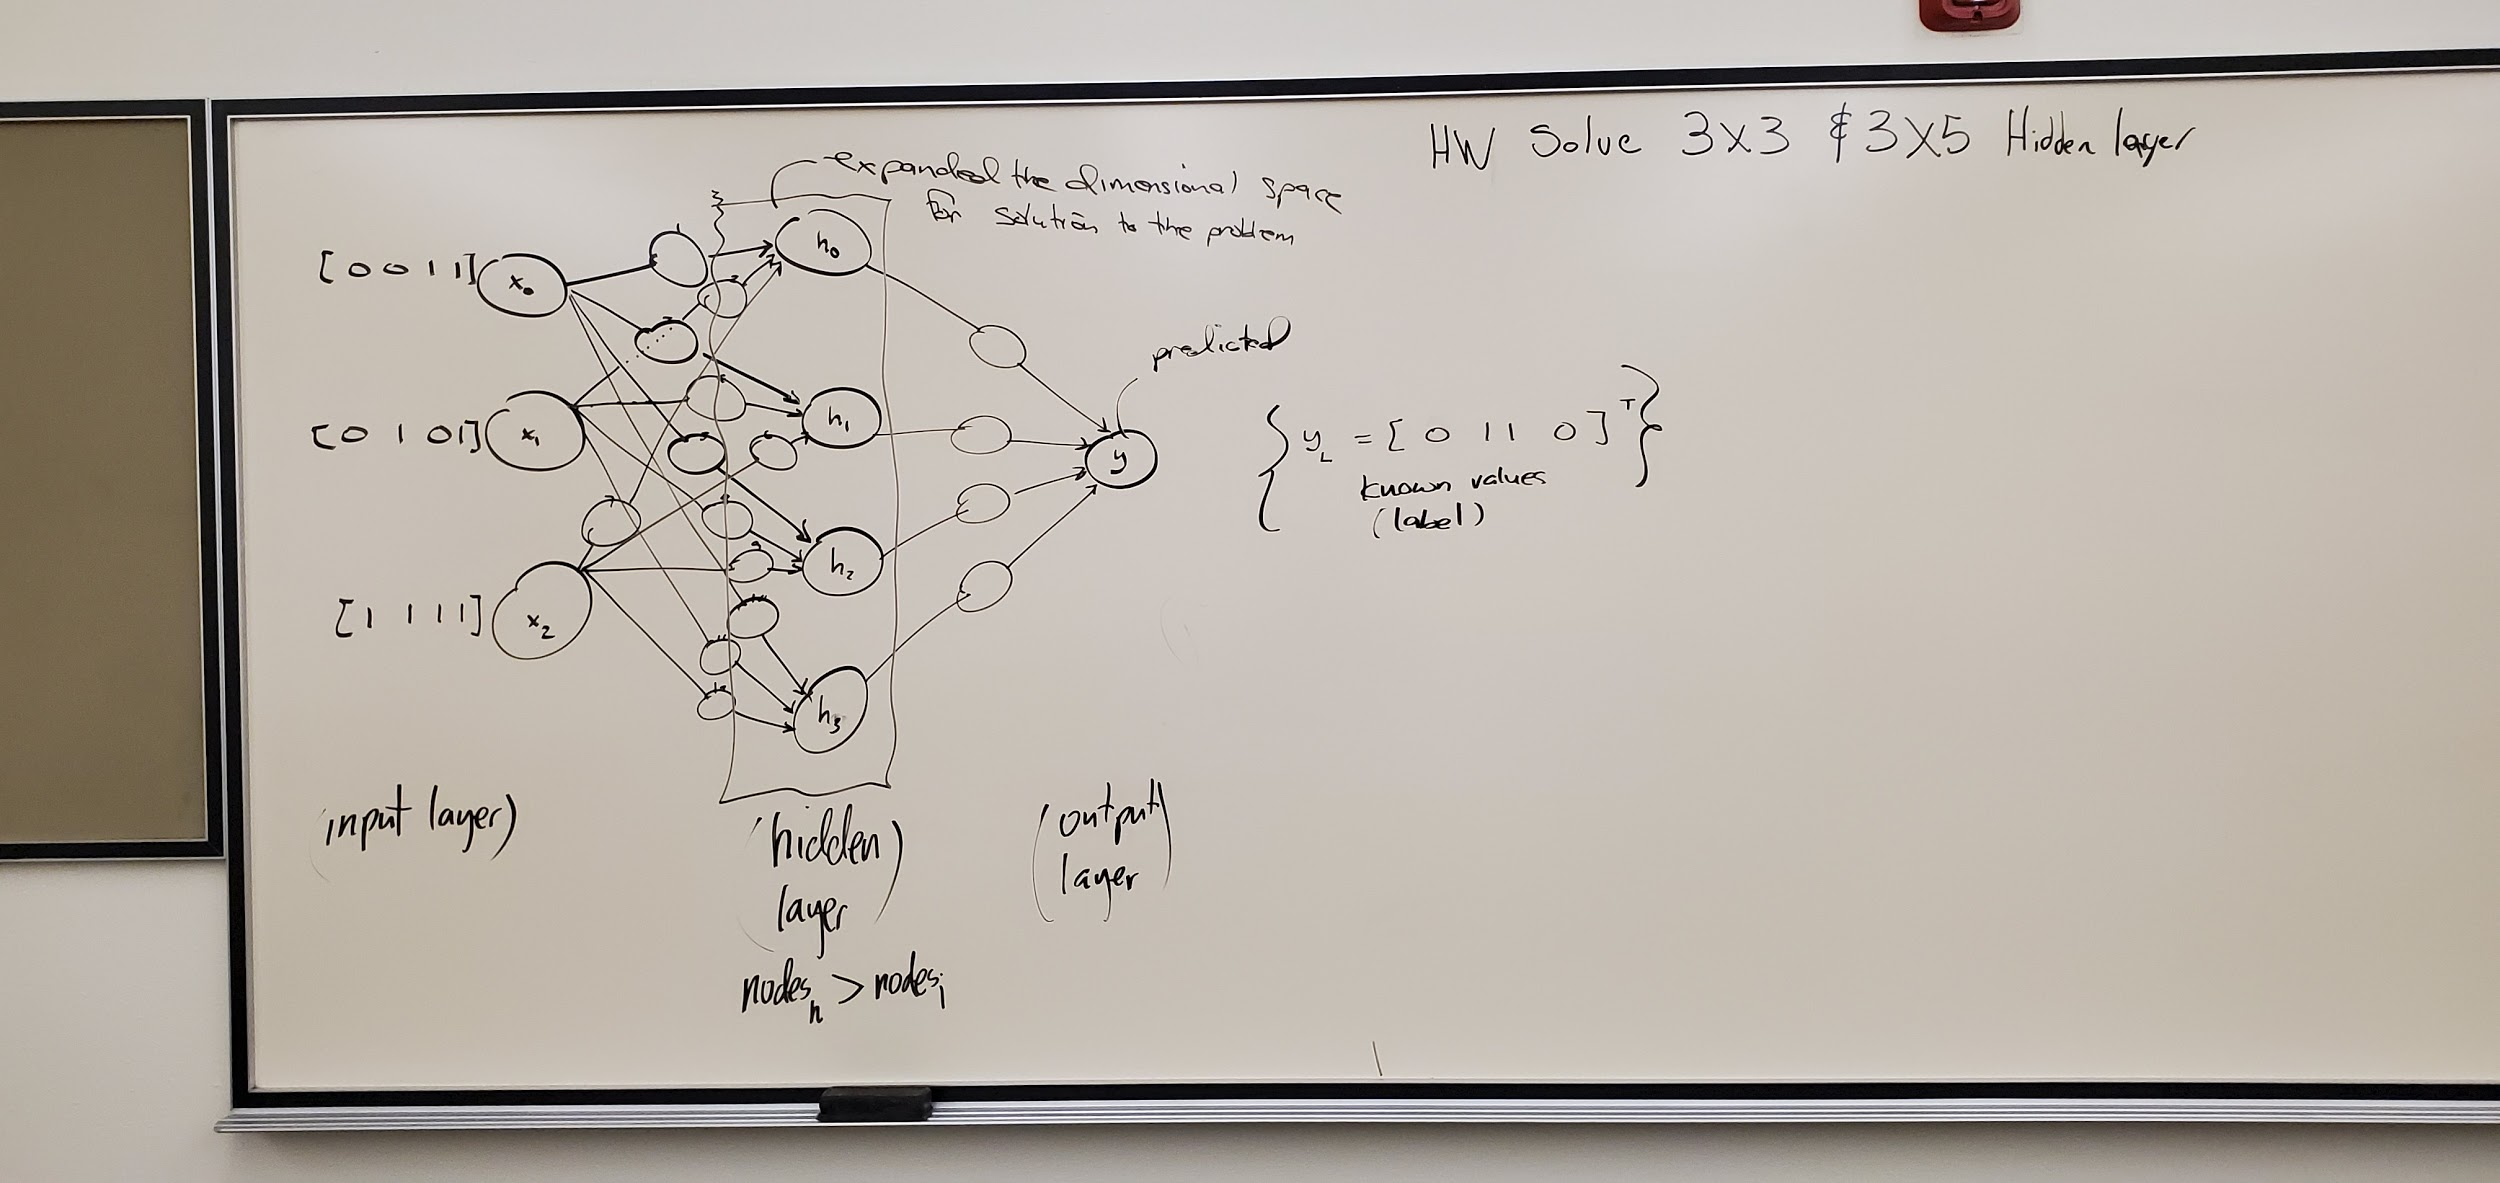 HW Solve 3X3 & 3X5 Hidden layer
expanded the dimensional space
for solution to the problem
[0 0 1 1] x₀
h₀
predicted
[0 1 0 1] x₁
h₁
y
{ y_L = [ 0 1 1 0 ]ᵀ }
known values
(label)
h₂
[1 1 1 1] x₂
h₃
(input layer)
(hidden
layer)
(output
layer)
nodesₕ > nodesᵢ